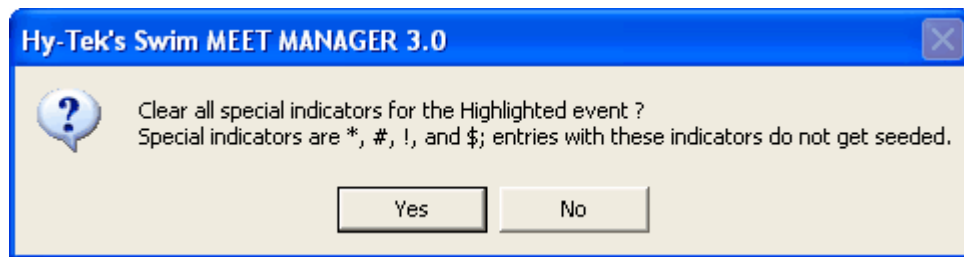 Hy-Tek's Swim MEET MANAGER 3.0
Clear all special indicators for the Highlighted event ?
Special indicators are *, #, !, and $; entries with these indicators do not get seeded.
Yes No